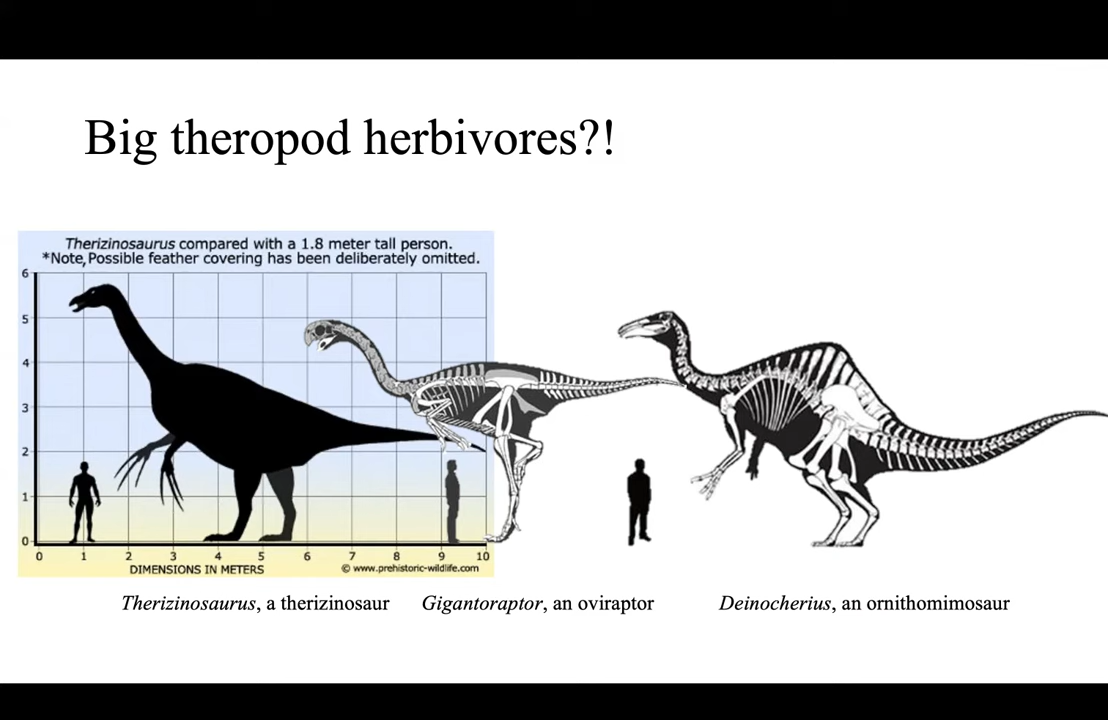 Big theropod herbivores?!
Therizinosaurus compared with a 1.8 meter tall person.
*Note,Possible feather covering has been deliberately omitted.
6
5
4
3
2
1
0
0 1 2 3 4 5 6 7 8 9 10
DIMENSIONS IN METERS © www.prehistoric-wildlife.com
Therizinosaurus, a therizinosaur Gigantoraptor, an oviraptor Deinocherius, an ornithomimosaur